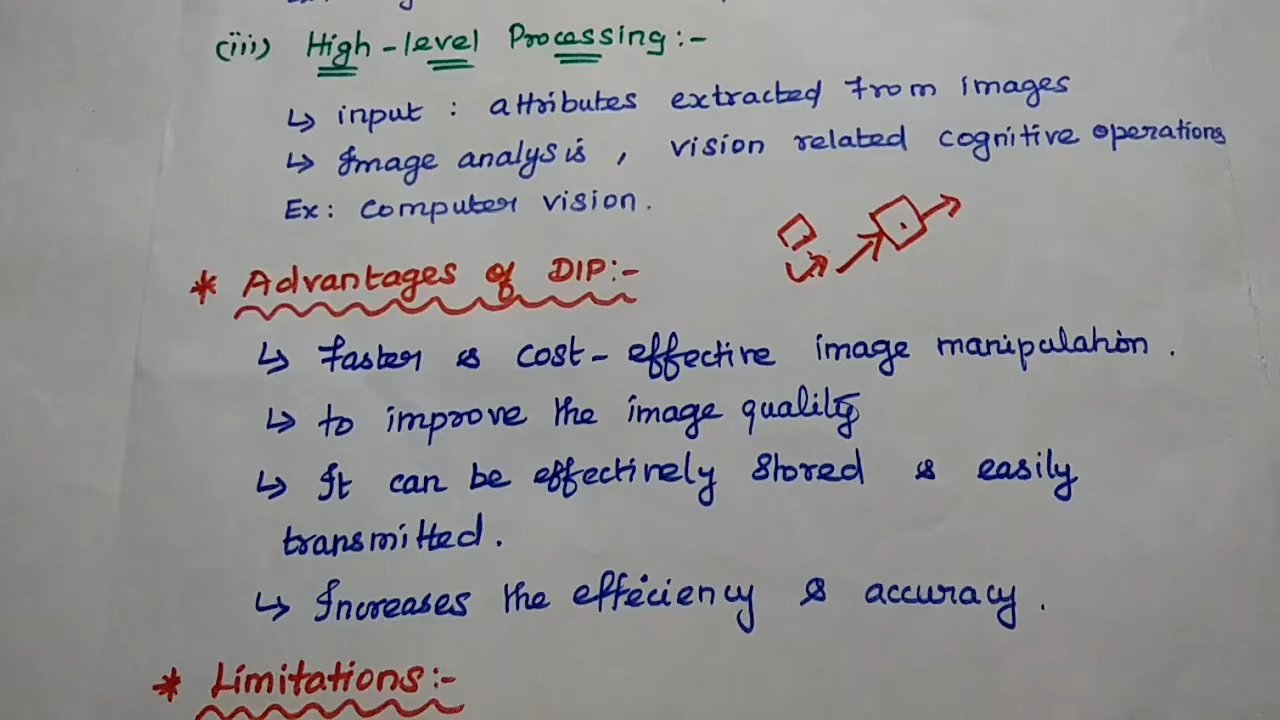 (iii) High-level Processing:-
↳ input : attributes extracted from images
↳ Image analysis, vision related cognitive operations
Ex: Computer vision.
* Advantages of DIP:-
↳ faster & cost-effective image manipulation.
↳ to improve the image quality
↳ It can be effectively stored & easily
transmitted.
↳ Increases the effeciency & accuracy.
* Limitations:-